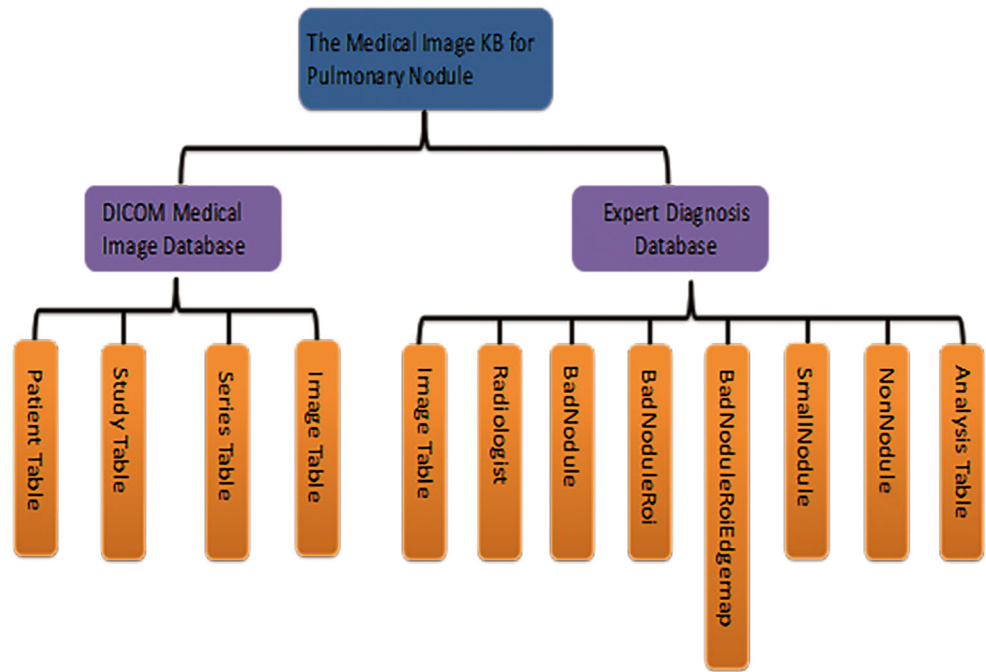 The Medical Image KB for
Pulmonary Nodule
DICOM Medical
Image Database
Expert Diagnosis
Database
Patient Table
Study Table
Series Table
Image Table
Image Table
Radiologist
BadNodule
BadNoduleRoi
BadNoduleRoiEdgemap
SmallNodule
NonNodule
Analysis Table